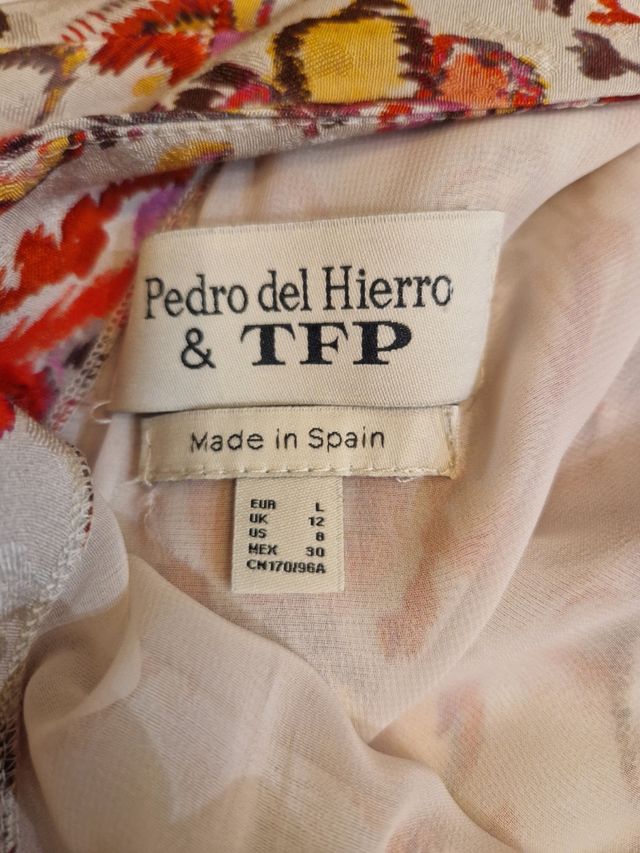 Pedro del Hierro
& TFP
Made in Spain
EUR L
UK 12
US 8
MEX 30
CN170/96A